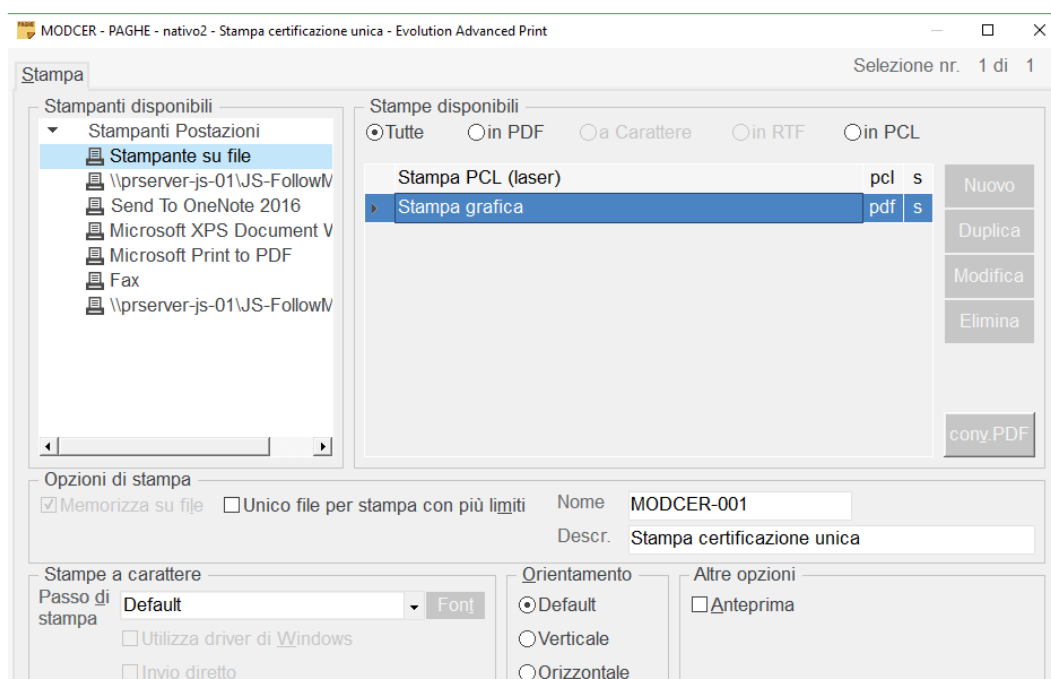 MODCER - PAGHE - nativo2 - Stampa certificazione unica - Evolution Advanced Print
Selezione nr. 1 di 1
Stampa
Stampanti disponibili
Stampanti Postazioni
Stampante su file
\\prserver-js-01\JS-FollowM
Send To OneNote 2016
Microsoft XPS Document V
Microsoft Print to PDF
Fax
\\prserver-js-01\JS-FollowM
Stampe disponibili
Tutte in PDF a Carattere in RTF in PCL
Stampa PCL (laser) pcl s
Stampa grafica pdf s
Nuovo
Duplica
Modifica
Elimina
conv.PDF
Opzioni di stampa
Memorizza su file Unico file per stampa con più limiti
Nome MODCER-001
Descr. Stampa certificazione unica
Stampe a carattere
Passo di stampa Default Font
Utilizza driver di Windows
Invio diretto
Orientamento
Default
Verticale
Orizzontale
Altre opzioni
Anteprima